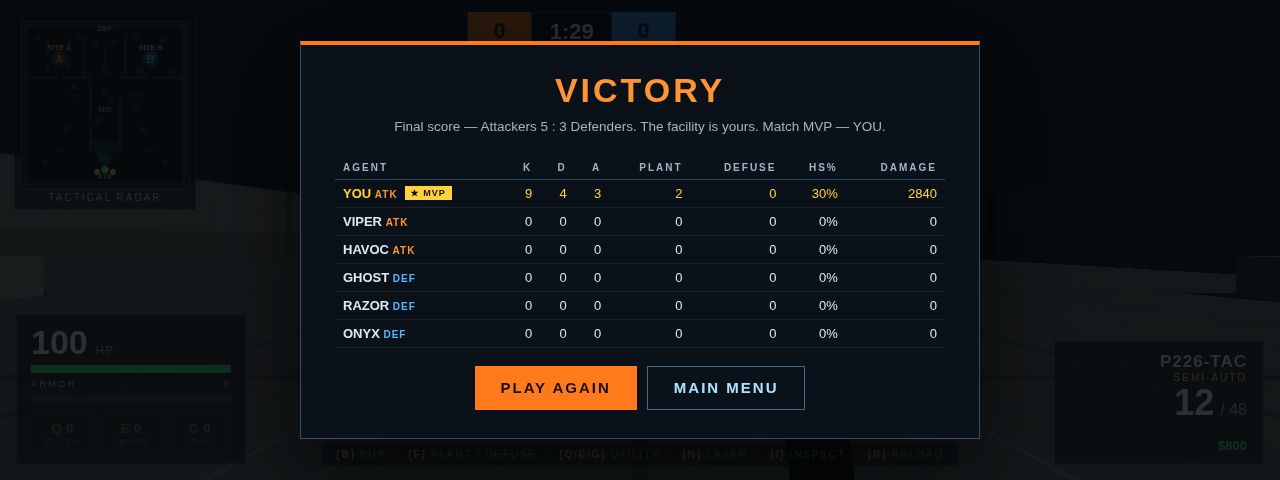 DEF
SITE A
SITE B
A
B
MID
ATK
TACTICAL RADAR
0 1:29 0
VICTORY
Final score — Attackers 5 : 3 Defenders. The facility is yours. Match MVP — YOU.
AGENT K D A PLANT DEFUSE HS% DAMAGE
YOU ATK ★ MVP 9 4 3 2 0 30% 2840
VIPER ATK 0 0 0 0 0 0% 0
HAVOC ATK 0 0 0 0 0 0% 0
GHOST DEF 0 0 0 0 0 0% 0
RAZOR DEF 0 0 0 0 0 0% 0
ONYX DEF 0 0 0 0 0 0% 0
PLAY AGAIN
MAIN MENU
100 HP
ARMOR 0
Q 0 E 0 G 0
FLASH SMOKE FRAG
P226-TAC
SEMI-AUTO
12 / 48
$800
[B] BUY · [F] PLANT / DEFUSE · [Q/E/G] UTILITY · [N] LASER · [I] INSPECT · [R] RELOAD